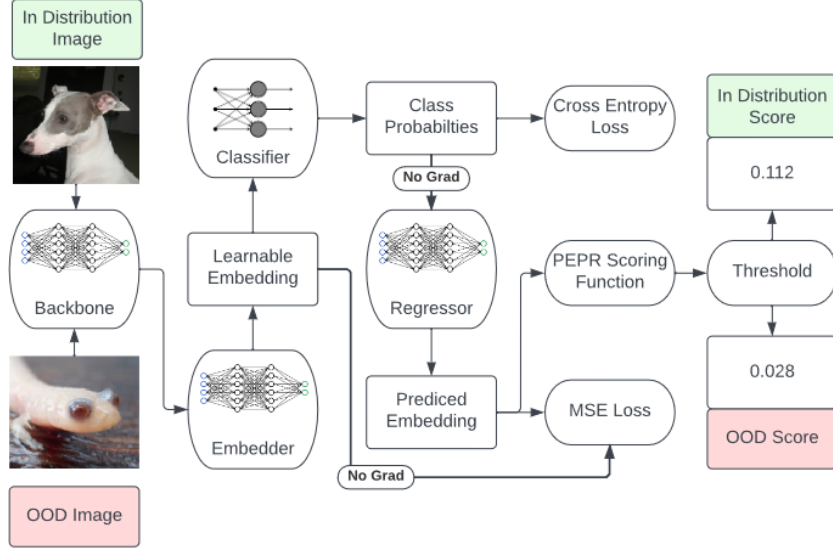 In Distribution
Image
Backbone
OOD Image
Classifier
Learnable
Embedding
Embedder
Class
Probabilties
No Grad
Regressor
Prediced
Embedding
No Grad
Cross Entropy
Loss
PEPR Scoring
Function
MSE Loss
In Distribution
Score
0.112
Threshold
0.028
OOD Score